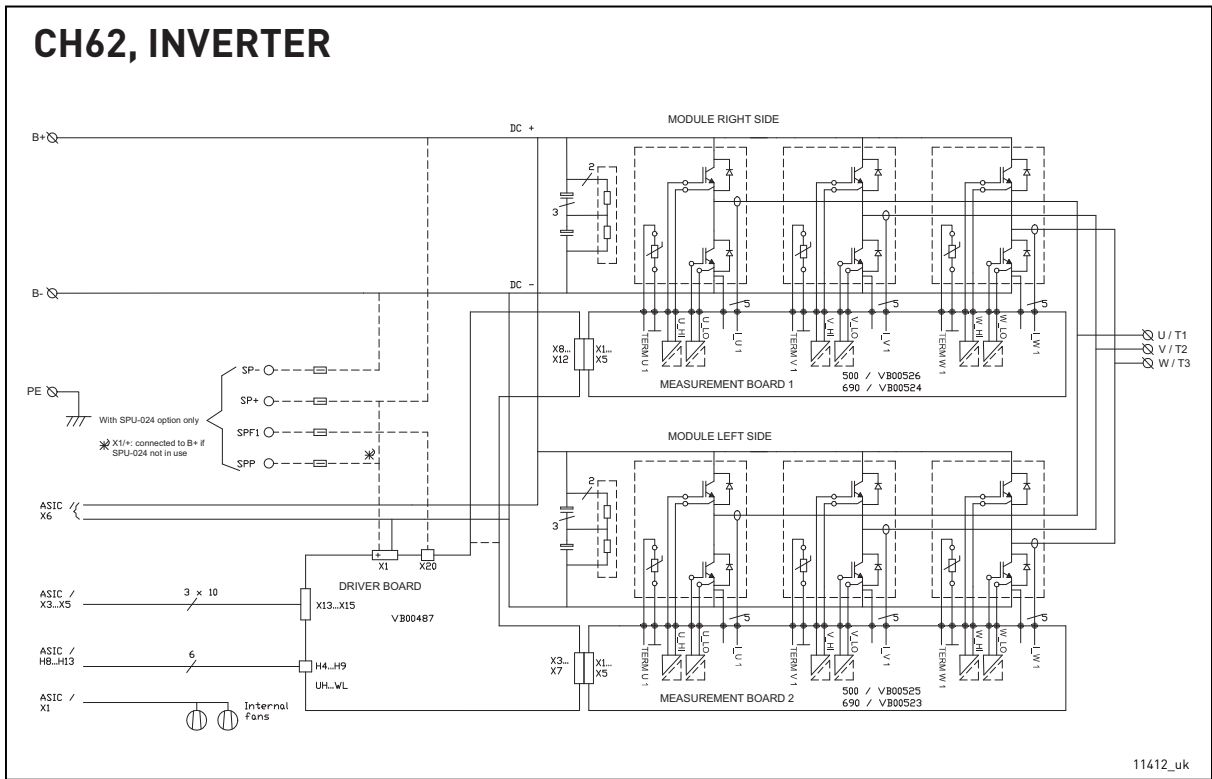 CH62, INVERTER
MODULE RIGHT SIDE
B+
DC +
2
3
B-
DC -
5
5
5
TERM U 1
U_HI
U_LO
I_U 1
TERM V 1
V_HI
V_LO
I_V 1
TERM W 1
W_HI
W_LO
I_W 1
X8...
X12
X1...
X5
MEASUREMENT BOARD 1
500 / VB00526
690 / VB00524
U / T1
V / T2
W / T3
PE
SP-
SP+
SPF1
SPP
With SPU-024 option only
X1/+: connected to B+ if
SPU-024 not in use
MODULE LEFT SIDE
2
3
ASIC //
X6
+
X1
X20
DRIVER BOARD
VB00487
ASIC /
X3...X5
3 x 10
X13...X15
ASIC /
H8...H13
6
H4...H9
UH...WL
ASIC /
X1
Internal
fans
5
5
5
TERM U 1
U_HI
U_LO
I_U 1
TERM V 1
V_HI
V_LO
I_V 1
TERM W 1
W_HI
W_LO
I_W 1
X3...
X7
X1...
X5
MEASUREMENT BOARD 2
500 / VB00525
690 / VB00523
11412_uk